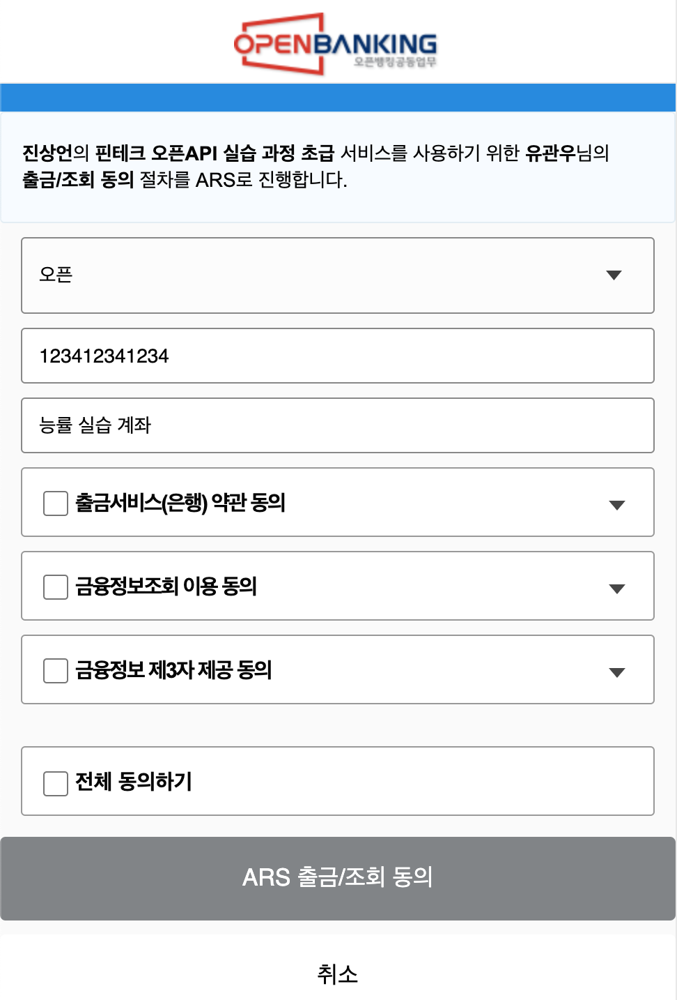 OPENBANKING
오픈뱅킹공동업무
진상언의 핀테크 오픈API 실습 과정 초급 서비스를 사용하기 위한 유관우님의
출금/조회 동의 절차를 ARS로 진행합니다.
오픈
123412341234
능률 실습 계좌
출금서비스(은행) 약관 동의
금융정보조회 이용 동의
금융정보 제3자 제공 동의
전체 동의하기
ARS 출금/조회 동의
취소